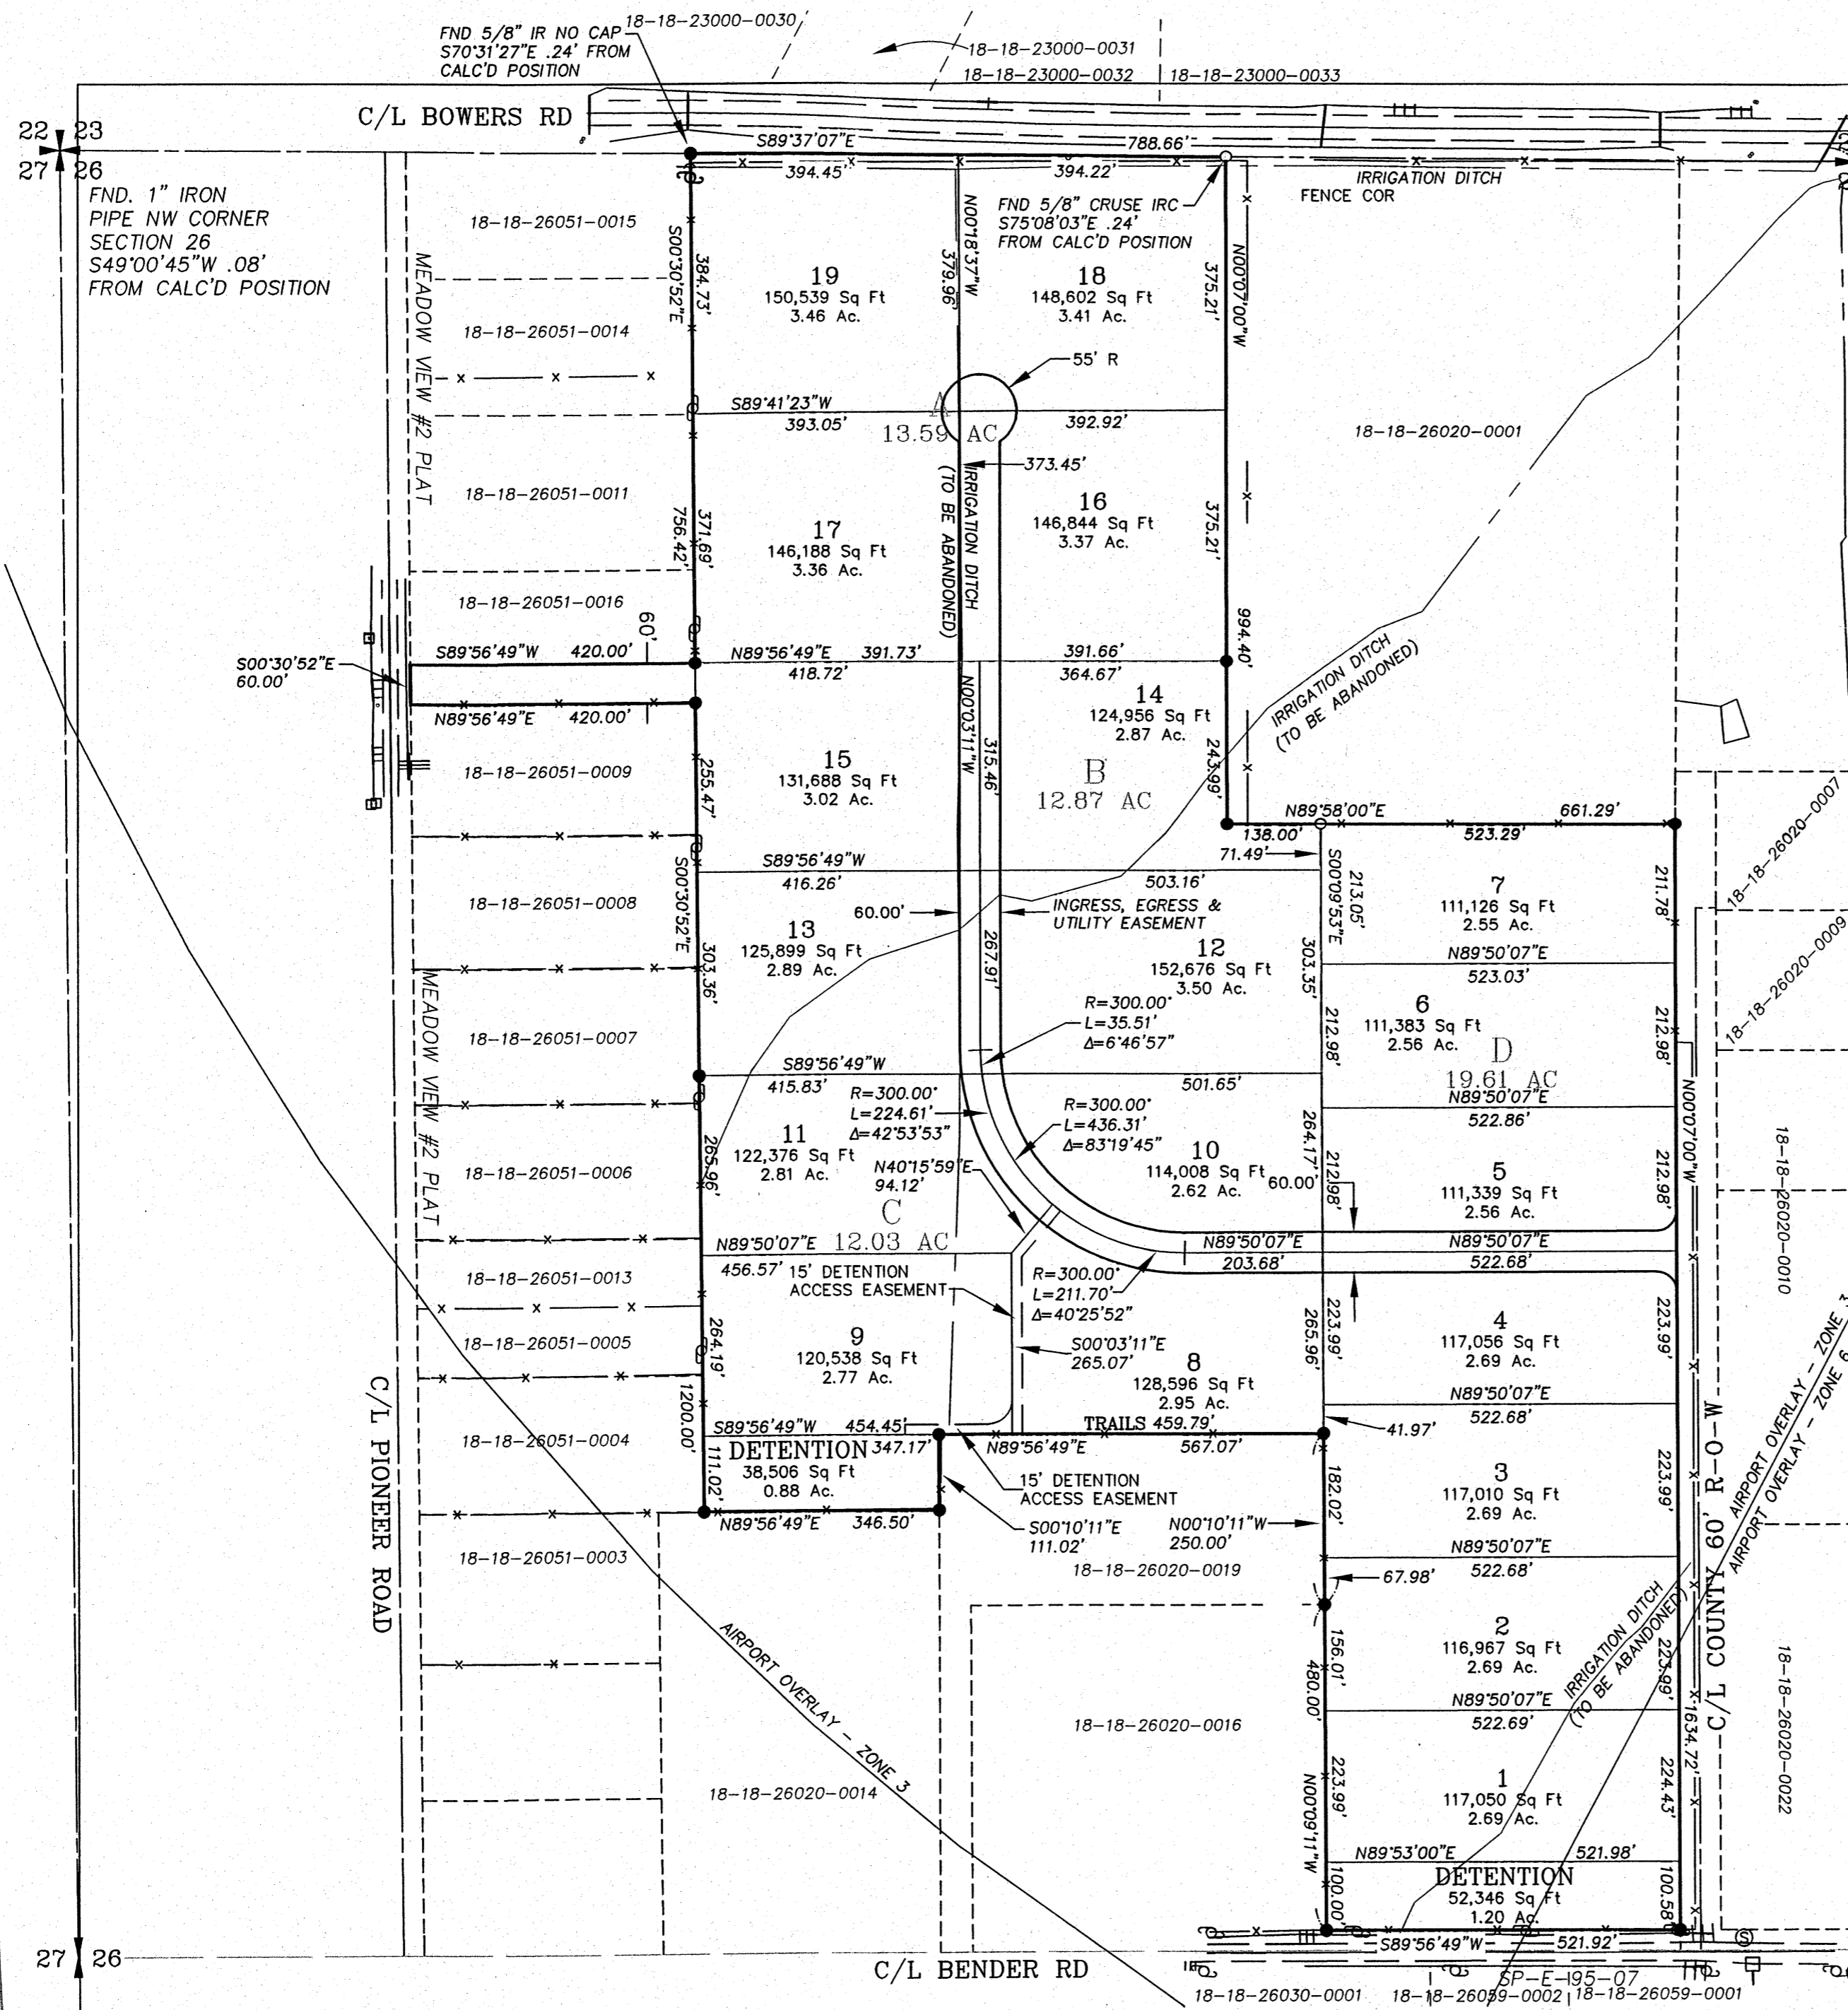 18-18-23000-0030
FND 5/8" IR NO CAP
S70°31'27"E .24' FROM
CALC'D POSITION
18-18-23000-0031
18-18-23000-0032
18-18-23000-0033
C/L BOWERS RD
22 23
27 26
S89°37'07"E
788.66'
394.45'
394.22'
IRRIGATION DITCH
FENCE COR
FND. 1" IRON
PIPE NW CORNER
SECTION 26
S49°00'45"W .08'
FROM CALC'D POSITION
FND 5/8" CRUSE IRC
S75°08'03"E .24'
FROM CALC'D POSITION
18-18-26051-0015
MEADOW VIEW #2 PLAT
S00°30'52"E
384.73'
N00°18'37"W
379.96'
N00°07'00"W
375.21'
19
150,539 Sq Ft
3.46 Ac.
18
148,602 Sq Ft
3.41 Ac.
18-18-26051-0014
55' R
S89°41'23"W
393.05'
392.92'
A
13.59 AC
18-18-26020-0001
18-18-26051-0011
756.42'
371.69'
373.45'
IRRIGATION DITCH
(TO BE ABANDONED)
17
146,188 Sq Ft
3.36 Ac.
16
146,844 Sq Ft
3.37 Ac.
375.21'
994.40'
18-18-26051-0016
60'
S89°56'49"W 420.00'
N89°56'49"E 391.73'
391.66'
418.72'
364.67'
S00°30'52"E
60.00'
N89°56'49"E 420.00'
N00°03'11"W
315.46'
14
124,956 Sq Ft
2.87 Ac.
243.99'
IRRIGATION DITCH
(TO BE ABANDONED)
18-18-26051-0009
255.47'
15
131,688 Sq Ft
3.02 Ac.
B
12.87 AC
N89°58'00"E
661.29'
138.00'
523.29'
71.49'
18-18-26020-0007
S89°56'49"W
416.26'
503.16'
S00°09'53"E
213.05'
211.78'
7
111,126 Sq Ft
2.55 Ac.
18-18-26051-0008
S00°30'52"E
60.00'
INGRESS, EGRESS &
UTILITY EASEMENT
13
125,899 Sq Ft
2.89 Ac.
303.36'
267.91'
12
152,676 Sq Ft
3.50 Ac.
303.35'
N89°50'07"E
523.03'
18-18-26020-0009
MEADOW VIEW #2 PLAT
18-18-26051-0007
R=300.00'
L=35.51'
Δ=6°46'57"
212.98'
6
111,383 Sq Ft
2.56 Ac.
D
19.61 AC
212.98'
N00°07'00"W
S89°56'49"W
415.83'
501.65'
N89°50'07"E
522.86'
R=300.00'
L=224.61'
Δ=42°53'53"
R=300.00'
L=436.31'
Δ=83°19'45"
264.17'
212.98'
18-18-26051-0006
265.96'
11
122,376 Sq Ft
2.81 Ac.
N40°15'59"E
94.12'
10
114,008 Sq Ft
2.62 Ac.
60.00'
5
111,339 Sq Ft
2.56 Ac.
212.98'
18-18-26020-0010
C
12.03 AC
N89°50'07"E
456.57'
N89°50'07"E
203.68'
N89°50'07"E
522.68'
18-18-26051-0013
15' DETENTION
ACCESS EASEMENT
R=300.00'
L=211.70'
Δ=40°25'52"
18-18-26051-0005
264.19'
9
120,538 Sq Ft
2.77 Ac.
S00°03'11"E
265.07'
8
128,596 Sq Ft
2.95 Ac.
265.96'
223.99'
4
117,056 Sq Ft
2.69 Ac.
223.99'
AIRPORT OVERLAY - ZONE
AIRPORT OVERLAY - ZONE 6
C/L PIONEER ROAD
1200.00'
N89°50'07"E
522.68'
18-18-26051-0004
S89°56'49"W 454.45'
TRAILS 459.79'
41.97'
DETENTION 347.17'
38,506 Sq Ft
0.88 Ac.
N89°56'49"E
567.07'
111.02'
15' DETENTION
ACCESS EASEMENT
182.02'
3
117,010 Sq Ft
2.69 Ac.
223.99'
N89°56'49"E 346.50'
S00°10'11"E
111.02'
N00°10'11"W
250.00'
N89°50'07"E
522.68'
18-18-26051-0003
18-18-26020-0019
67.98'
C/L COUNTY 60' R-O-W
IRRIGATION DITCH
(TO BE ABANDONED)
2
116,967 Sq Ft
2.69 Ac.
156.01'
480.00'
223.99'
AIRPORT OVERLAY - ZONE 3
N89°50'07"E
522.69'
1634.72'
18-18-26020-0022
18-18-26020-0016
18-18-26020-0014
223.99'
N00°09'11"W
1
117,050 Sq Ft
2.69 Ac.
224.43'
N89°53'00"E 521.98'
DETENTION
52,346 Sq Ft
1.20 Ac.
100.00'
100.58'
S
S89°56'49"W 521.92'
27 26
C/L BENDER RD
SP-E-95-07
18-18-26030-0001
18-18-26059-0002
18-18-26059-0001